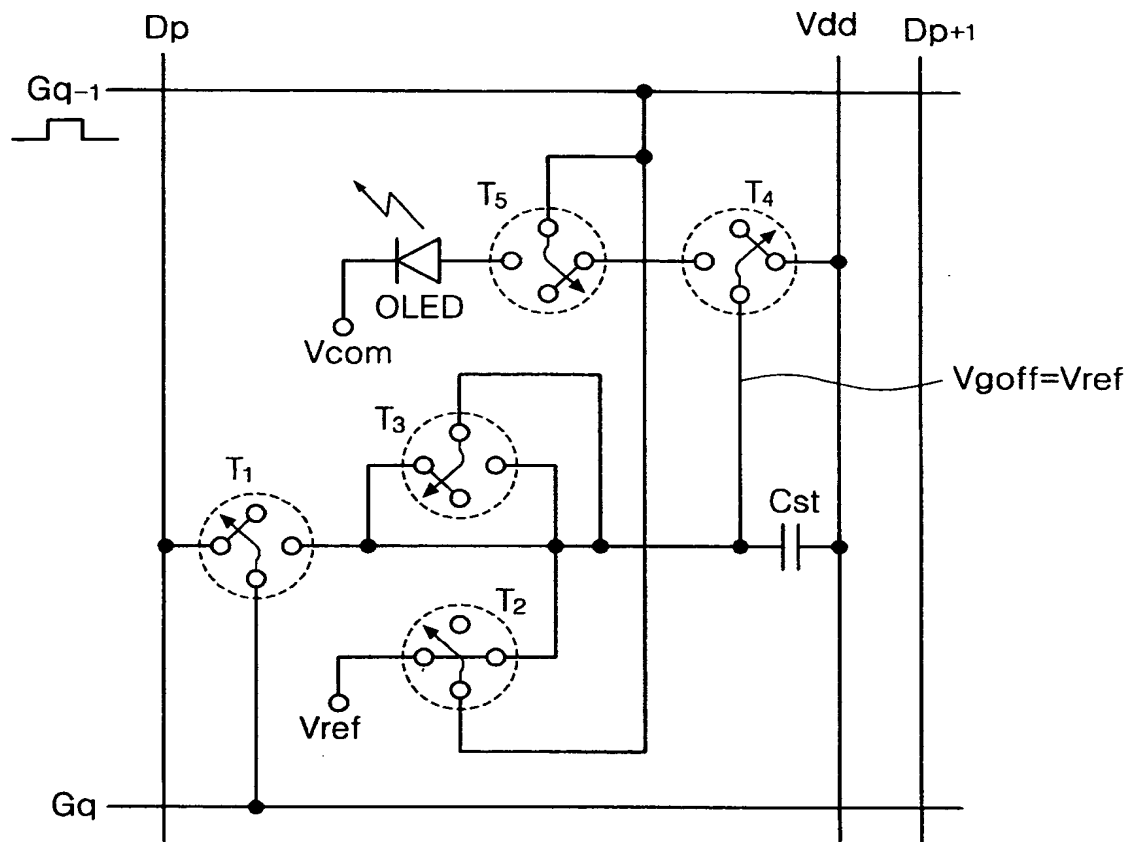 Dp
Vdd
Dp+1
Gq-1
T5
T4
OLED
Vcom
Vgoff=Vref
T3
T1
Cst
T2
Vref
Gq